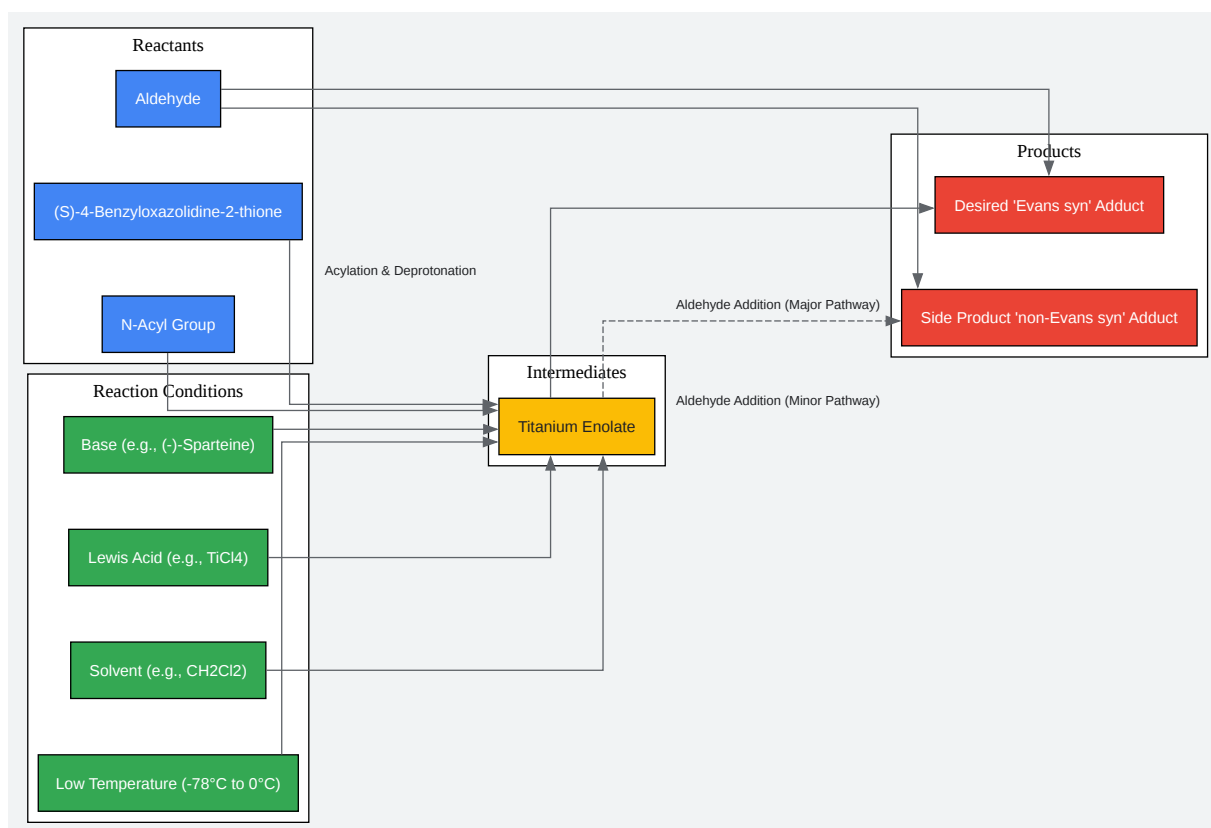 Reactants
Aldehyde
(S)-4-Benzyloxazolidine-2-thione
N-Acyl Group
Acylation & Deprotonation
Reaction Conditions
Base (e.g., (-)-Sparteine)
Lewis Acid (e.g., TiCl4)
Solvent (e.g., CH2Cl2)
Low Temperature (-78°C to 0°C)
Intermediates
Titanium Enolate
Aldehyde Addition (Major Pathway)
Aldehyde Addition (Minor Pathway)
Products
Desired 'Evans syn' Adduct
Side Product 'non-Evans syn' Adduct